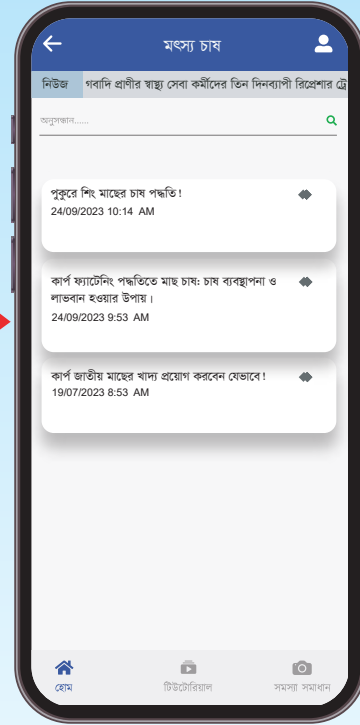 মৎস্য চাষ
নিউজ গবাদি প্রাণীর স্বাস্থ্য সেবা কর্মীদের তিন দিনব্যাপী রিফ্রেশার ট্রে
অনুসন্ধান......
পুকুরে শিং মাছের চাষ পদ্ধতি!
24/09/2023 10:14 AM
কার্প ফ্যাটেনিং পদ্ধতিতে মাছ চাষ: চাষ ব্যবস্থাপনা ও
লাভবান হওয়ার উপায়।
24/09/2023 9:53 AM
কার্প জাতীয় মাছের খাদ্য প্রয়োগ করবেন যেভাবে!
19/07/2023 8:53 AM
হোম টিউটোরিয়াল সমস্যা সমাধান